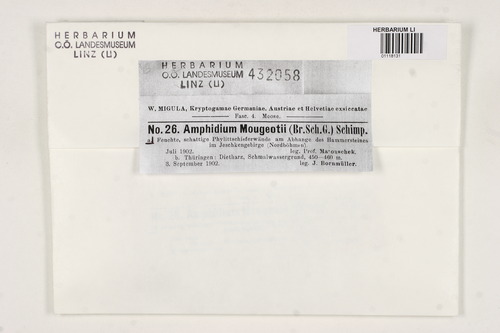 HERBARIUM
O.Ö. LANDESMUSEUM
LINZ (LI)
HERBARIUM LI
HERBARIUM
O.Ö. LANDESMUSEUM 432058
LINZ (LI)
W. MIGULA, Kryptogamae Germaniae, Austriae et Helvetiae exsiccatae
Fasc. 4. Moose.
No. 26. Amphidium Mougeotii (Br. Sch. G.) Schimp.
Feuchte, schattige Phyllitschieferwände am Abhange des Hammersteines
im Jeschkengebirge (Nordböhmen)
Juli 1902. leg. Prof. Matouschek.
b. Thüringen: Dietharz, Schmalwassergrund, 450—460 m.
3. September 1902. leg. J. Bornmüller.